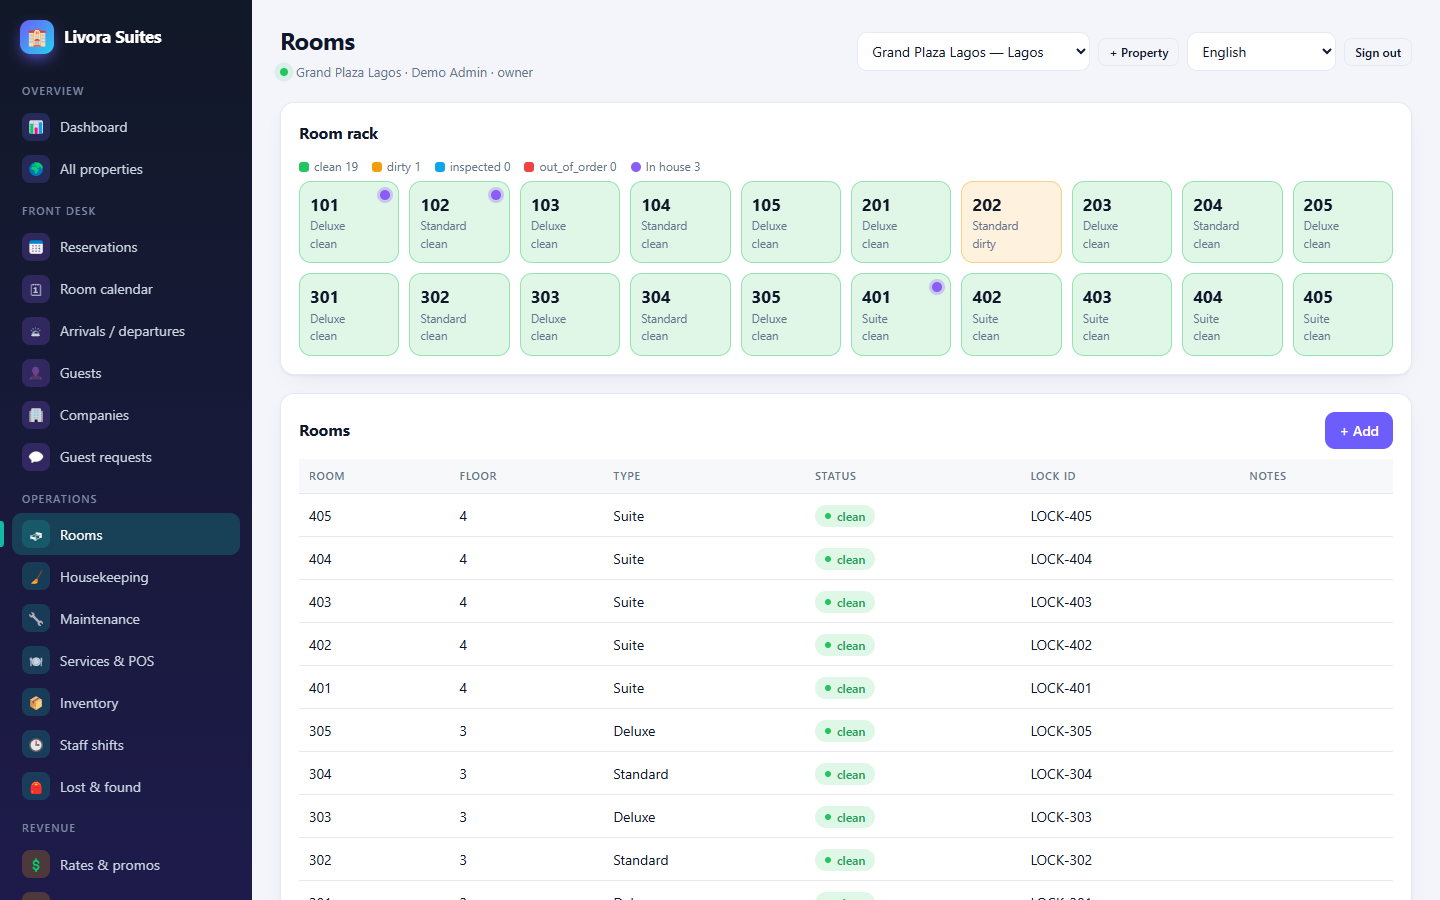 Livora Suites
OVERVIEW
Dashboard
All properties
FRONT DESK
Reservations
Room calendar
Arrivals / departures
Guests
Companies
Guest requests
OPERATIONS
Rooms
Housekeeping
Maintenance
Services & POS
Inventory
Staff shifts
Lost & found
REVENUE
Rates & promos
Rooms
Grand Plaza Lagos · Demo Admin · owner
Grand Plaza Lagos — Lagos
+ Property
English
Sign out
Room rack
clean 19 dirty 1 inspected 0 out_of_order 0 In house 3
101 Deluxe clean
102 Standard clean
103 Deluxe clean
104 Standard clean
105 Deluxe clean
201 Deluxe clean
202 Standard dirty
203 Deluxe clean
204 Standard clean
205 Deluxe clean
301 Deluxe clean
302 Standard clean
303 Deluxe clean
304 Standard clean
305 Deluxe clean
401 Suite clean
402 Suite clean
403 Suite clean
404 Suite clean
405 Suite clean
Rooms
+ Add
ROOM FLOOR TYPE STATUS LOCK ID NOTES
405 4 Suite clean LOCK-405
404 4 Suite clean LOCK-404
403 4 Suite clean LOCK-403
402 4 Suite clean LOCK-402
401 4 Suite clean LOCK-401
305 3 Deluxe clean LOCK-305
304 3 Standard clean LOCK-304
303 3 Deluxe clean LOCK-303
302 3 Standard clean LOCK-302